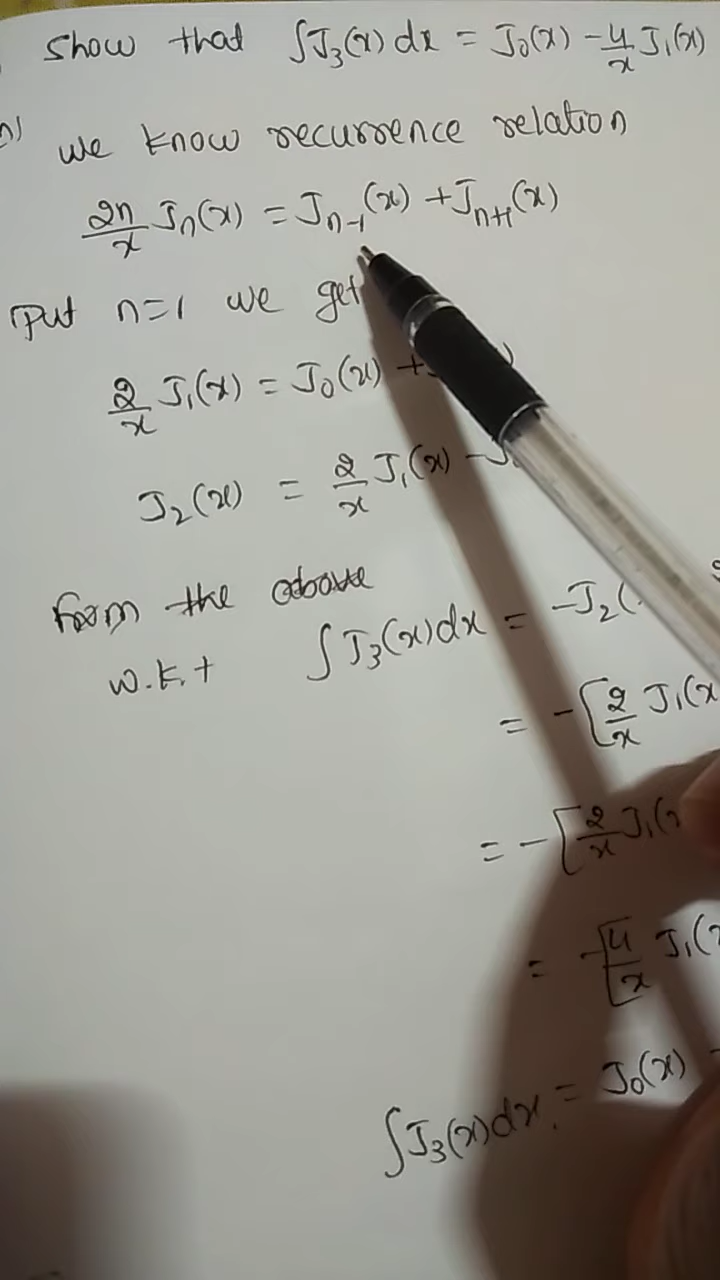 Show that ∫J₃(x) dx = J₀(x) - 4/x J₁(x)
we know recurrence relation
2n/x Jₙ(x) = Jₙ₋₁(x) + Jₙ₊₁(x)
Put n=1 we get
2/x J₁(x) = J₀(x) +
J₂(x) = 2/x J₁(x) -
from the above
w.k.t ∫J₃(x)dx = -J₂(
= -[2/x J₁(x
= -[2/x J₁(
= -[4/x J₁(
∫J₃(x)dx = J₀(x) -